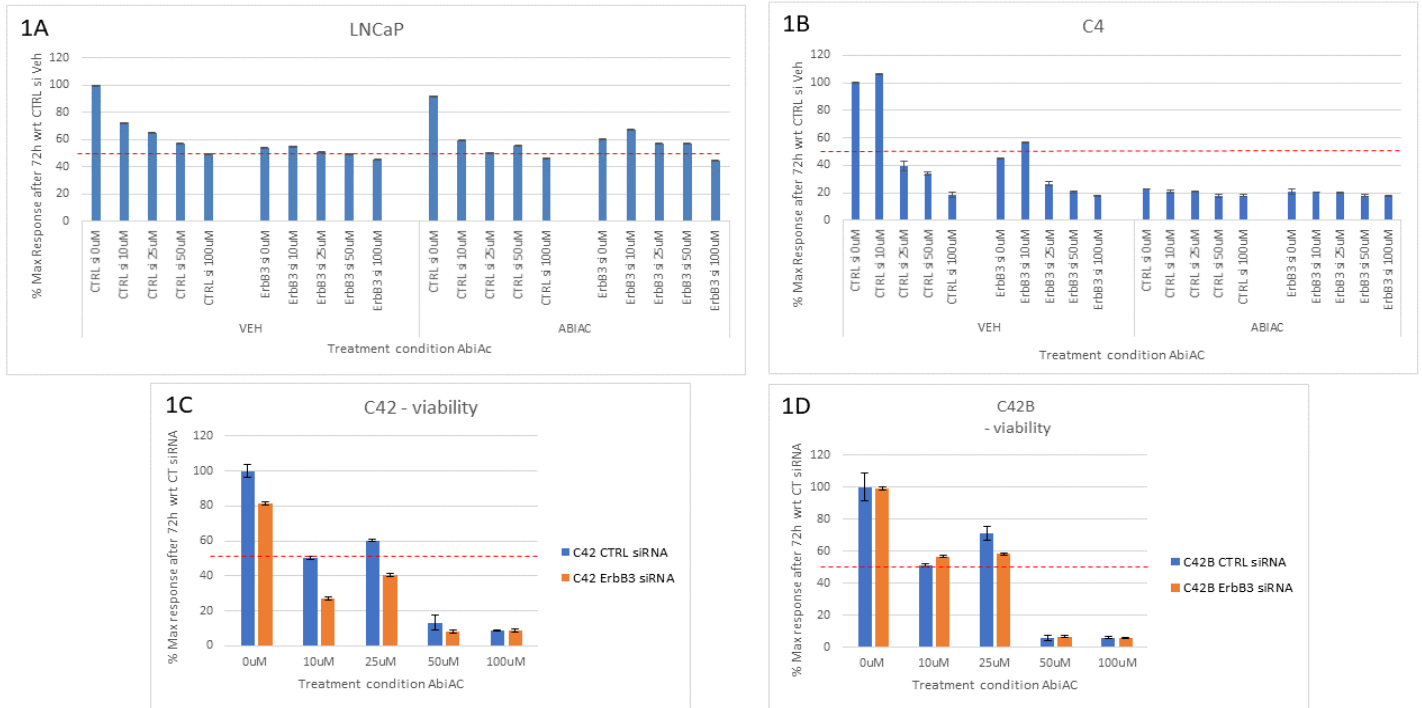 1A
LNCaP
% Max Response after 72h wrt CTRL si Veh
120
100
80
60
40
20
0
CTRL si 0uM
CTRL si 10uM
CTRL si 25uM
CTRL si 50uM
CTRL si 100uM
ErbB3 si 0uM
ErbB3 si 10uM
ErbB3 si 25uM
ErbB3 si 50uM
ErbB3 si 100uM
CTRL si 0uM
CTRL si 10uM
CTRL si 25uM
CTRL si 50uM
CTRL si 100uM
ErbB3 si 0uM
ErbB3 si 10uM
ErbB3 si 25uM
ErbB3 si 50uM
ErbB3 si 100uM
VEH
ABIAC
Treatment condition AbiAc
1B
C4
% Max Response after 72h wrt CTRL si Veh
120
100
80
60
40
20
0
CTRL si 0uM
CTRL si 10uM
CTRL si 25uM
CTRL si 50uM
CTRL si 100uM
ErbB3 si 0uM
ErbB3 si 10uM
ErbB3 si 25uM
ErbB3 si 50uM
ErbB3 si 100uM
CTRL si 0uM
CTRL si 10uM
CTRL si 25uM
CTRL si 50uM
CTRL si 100uM
ErbB3 si 0uM
ErbB3 si 10uM
ErbB3 si 25uM
ErbB3 si 50uM
ErbB3 si 100uM
VEH
ABIAC
Treatment condition AbiAC
1C
C42 - viability
% Max response after 72h wrt CT siRNA
120
100
80
60
40
20
0
0uM
10uM
25uM
50uM
100uM
Treatment condition AbiAC
C42 CTRL siRNA
C42 ErbB3 siRNA
1D
C42B
- viability
% Max response after 72h wrt CT siRNA
120
100
80
60
40
20
0
0uM
10uM
25uM
50uM
100uM
Treatment condition AbiAC
C42B CTRL siRNA
C42B ErbB3 siRNA